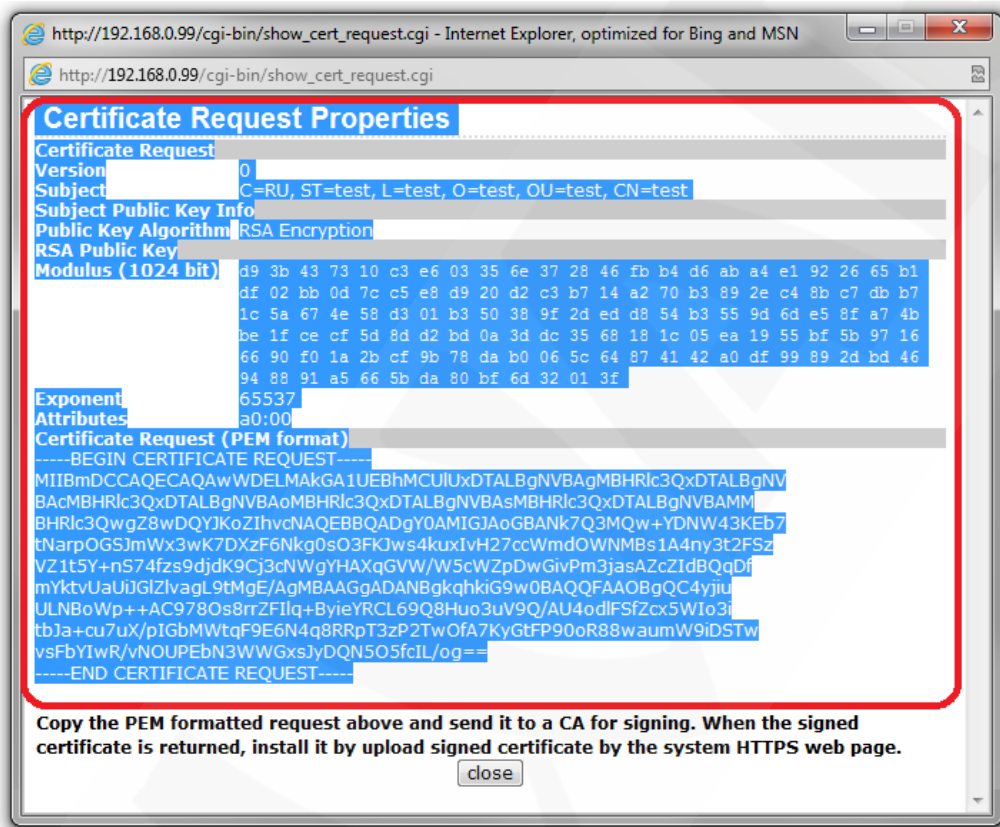 http://192.168.0.99/cgi-bin/show_cert_request.cgi - Internet Explorer, optimized for Bing and MSN
http://192.168.0.99/cgi-bin/show_cert_request.cgi
Certificate Request Properties
Certificate Request
Version 0
Subject C=RU, ST=test, L=test, O=test, OU=test, CN=test
Subject Public Key Info
Public Key Algorithm RSA Encryption
RSA Public Key
Modulus (1024 bit) d9 3b 43 73 10 c3 e6 03 35 6e 37 28 46 fb b4 d6 ab a4 e1 92 26 65 b1
df 02 bb 0d 7c c5 e8 d9 20 d2 c3 b7 14 a2 70 b3 89 2e c4 8b c7 db b7
1c 5a 67 4e 58 d3 01 b3 50 38 9f 2d ed d8 54 b3 55 9d 6d e5 8f a7 4b
be 1f ce cf 5d 8d d2 bd 0a 3d dc 35 68 18 1c 05 ea 19 55 bf 5b 97 16
66 90 f0 1a 2b cf 9b 78 da b0 06 5c 64 87 41 42 a0 df 99 89 2d bd 46
94 88 91 a5 66 5b da 80 bf 6d 32 01 3f
Exponent 65537
Attributes a0:00
Certificate Request (PEM format)
-----BEGIN CERTIFICATE REQUEST-----
MIIBmDCCAQECAQAwWDELMAkGA1UEBhMCUlUxDTALBgNVBAgMBHRlc3QxDTALBgNV
BAcMBHRlc3QxDTALBgNVBAoMBHRlc3QxDTALBgNVBAsMBHRlc3QxDTALBgNVBAMM
BHRlc3QwgZ8wDQYJKoZIhvcNAQEBBQADgY0AMIGJAoGBANk7Q3MQw+YDNW43KEb7
tNarpOGSJmWx3wK7DXzF6Nkg0sO3FKJws4kuxIvH27ccWmdOWNMBs1A4ny3t2FSz
VZ1t5Y+nS74fzs9djdK9Cj3cNWgYHAXqGVW/W5cWZpDwGivPm3jasAZcZIdBQqDf
mYktvUaUiJGlZlvagL9tMgE/AgMBAAGgADANBgkqhkiG9w0BAQQFAAOBgQC4yjiu
ULNBoWp++AC978Os8rrZFIlq+ByieYRCL69Q8Huo3uV9Q/AU4odlFSfZcx5WIo3i
tbJa+cu7uX/pIGbMWtqF9E6N4q8RRpT3zP2TwOfA7KyGtFP90oR88waumW9iDSTw
vsFbYIwR/vNOUPEbN3WWGxsJyDQN5O5fcIL/og==
-----END CERTIFICATE REQUEST-----
Copy the PEM formatted request above and send it to a CA for signing. When the signed
certificate is returned, install it by upload signed certificate by the system HTTPS web page.
close